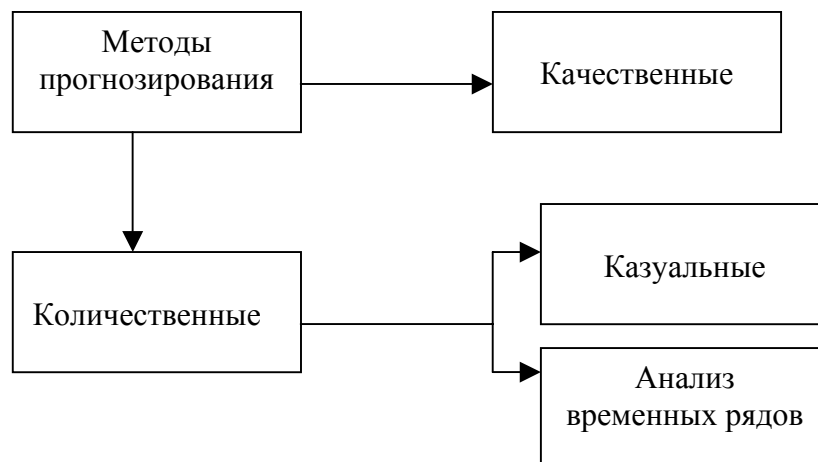 Методы
прогнозирования
Качественные
Количественные
Казуальные
Анализ
временных рядов